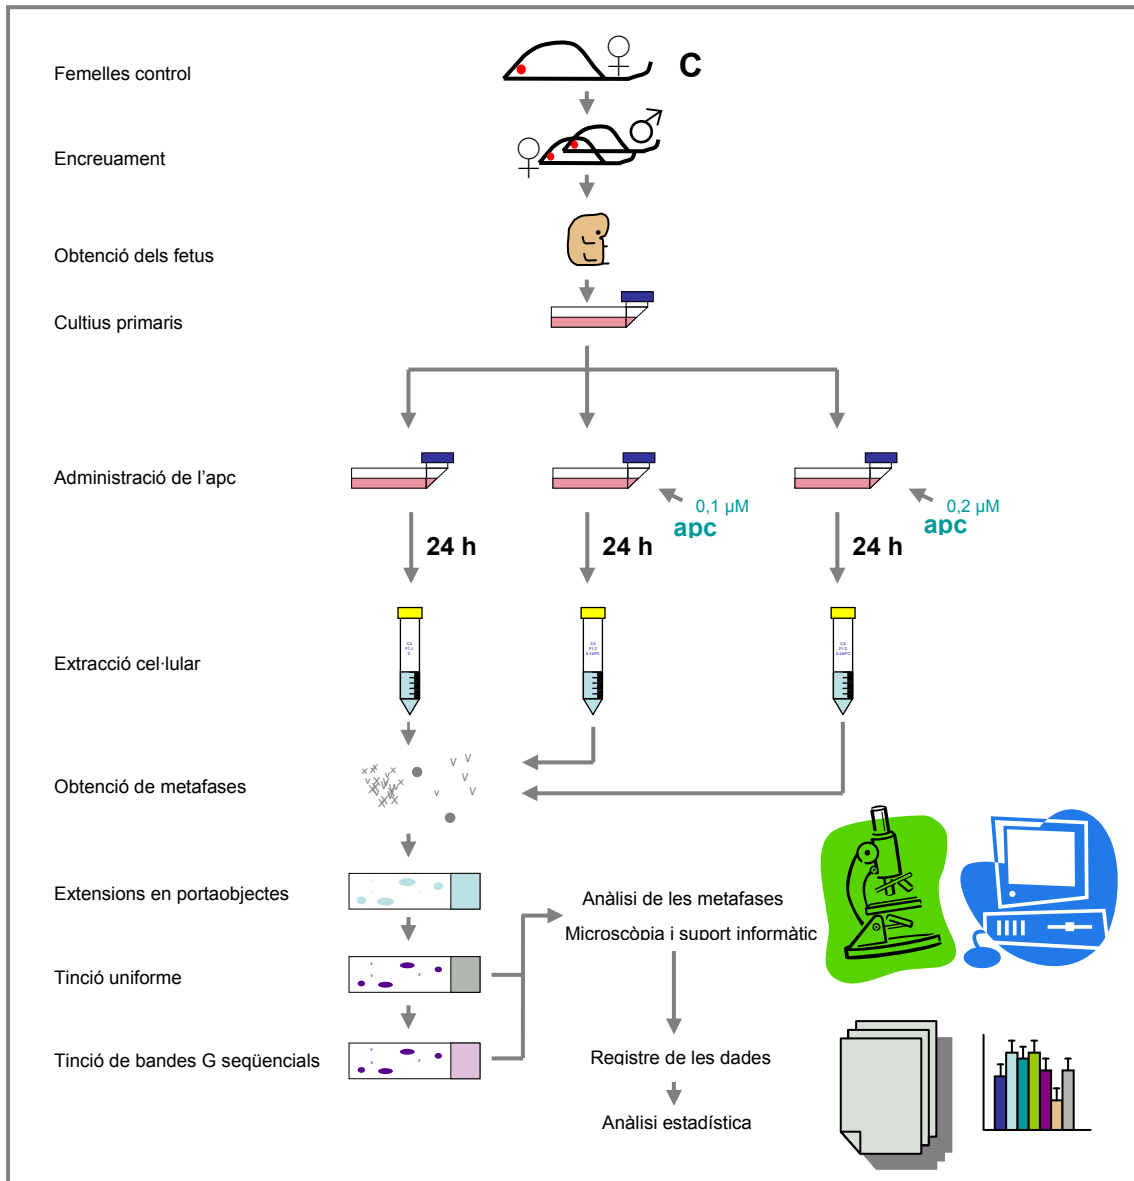 Femelles control
C
Encreuament
Obtenció dels fetus
Cultius primaris
Administració de l'apc
0,1 µM
apc
0,2 µM
apc
24 h
24 h
24 h
Extracció cel·lular
Obtenció de metafases
Extensions en portaobjectes
Anàlisi de les metafases
Microscòpia i suport informàtic
Tinció uniforme
Tinció de bandes G seqüencials
Registre de les dades
Anàlisi estadística